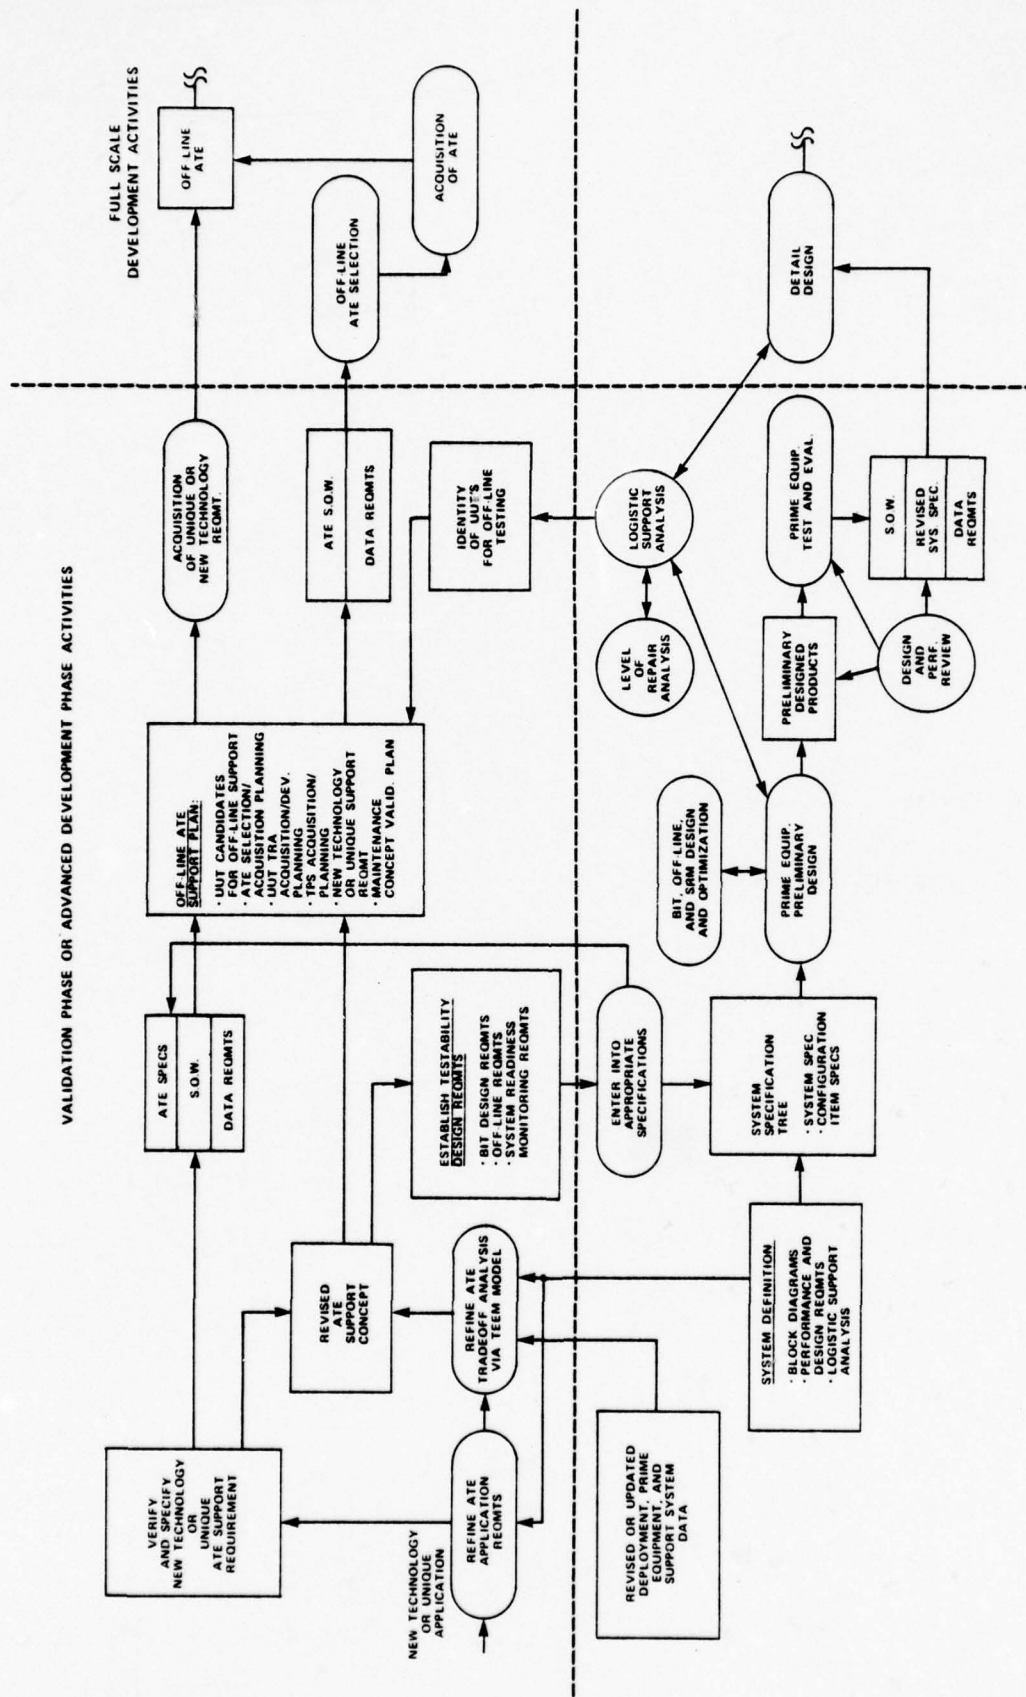 VALIDATION PHASE OR ADVANCED DEVELOPMENT PHASE ACTIVITIES
FULL SCALE
DEVELOPMENT ACTIVITIES
VERIFY
AND SPECIFY
NEW TECHNOLOGY
OR
UNIQUE
ATE SUPPORT
REQUIREMENT
ATE SPECS
S.O.W.
DATA REQMTS
OFF-LINE ATE
SUPPORT PLAN:
· UUT CANDIDATES
FOR OFF-LINE SUPPORT
· ATE SELECTION/
ACQUISITION PLANNING
· UUT TRA
ACQUISITION/DEV.
PLANNING
· TPS ACQUISITION/
PLANNING
· NEW TECHNOLOGY
OR UNIQUE SUPPORT
REQMT
· MAINTENANCE
CONCEPT VALID. PLAN
ACQUISITION
OF UNIQUE OR
NEW TECHNOLOGY
REQMT.
OFF-LINE
ATE
REVISED
ATE
SUPPORT
CONCEPT
ATE S.O.W.
DATA REQMTS
OFF-LINE
ATE SELECTION
ACQUISITION
OF ATE
NEW TECHNOLOGY
OR UNIQUE
APPLICATION
REFINE ATE
APPLICATION
REQMTS
REFINE ATE
TRADEOFF ANALYSIS
VIA TEEM MODEL
ESTABLISH TESTABILITY
DESIGN REQMTS
· BIT DESIGN REQMTS
· OFF-LINE REQMTS
· SYSTEM READINESS
MONITORING REQMTS
IDENTITY
OF UUT'S
FOR OFF-LINE
TESTING
REVISED OR UPDATED
DEPLOYMENT, PRIME
EQUIPMENT, AND
SUPPORT SYSTEM
DATA
ENTER INTO
APPROPRIATE
SPECIFICATIONS
LEVEL
OF
REPAIR
ANALYSIS
LOGISTIC
SUPPORT
ANALYSIS
BIT, OFF-LINE,
AND SRM DESIGN
AND OPTIMIZATION
SYSTEM DEFINITION
· BLOCK DIAGRAMS
· PERFORMANCE AND
DESIGN REQMTS
· LOGISTIC SUPPORT
ANALYSIS
SYSTEM
SPECIFICATION
TREE
· SYSTEM SPEC
· CONFIGURATION
ITEM SPECS
PRIME EQUIP.
PRELIMINARY
DESIGN
PRELIMINARY
DESIGNED
PRODUCTS
PRIME EQUIP.
TEST AND EVAL.
DETAIL
DESIGN
DESIGN
AND
PERF.
REVIEW
S.O.W.
REVISED
SYS. SPEC.
DATA
REQMTS